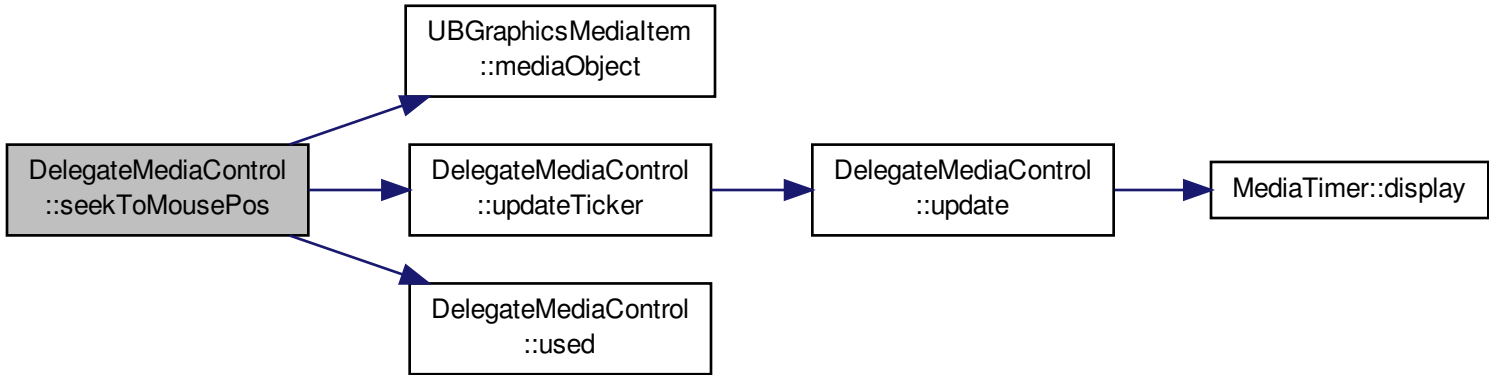 UBGraphicsMediaItem
::mediaObject
DelegateMediaControl
::seekToMousePos
DelegateMediaControl
::updateTicker
DelegateMediaControl
::update
MediaTimer::display
DelegateMediaControl
::used